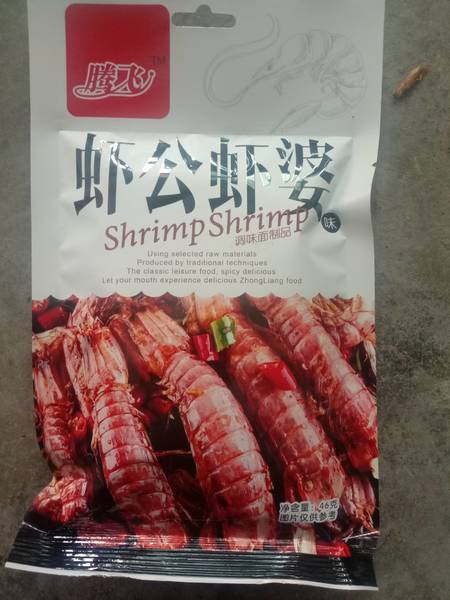 腾飞
TM
虾公虾婆
味
Shrimp Shrimp
调味面制品
Using selected raw materials
Produced by traditional techniques
The classic leisure food, spicy delicious
Let your mouth experience delicious ZhongLiang food
净含量：46克
图片仅供参考